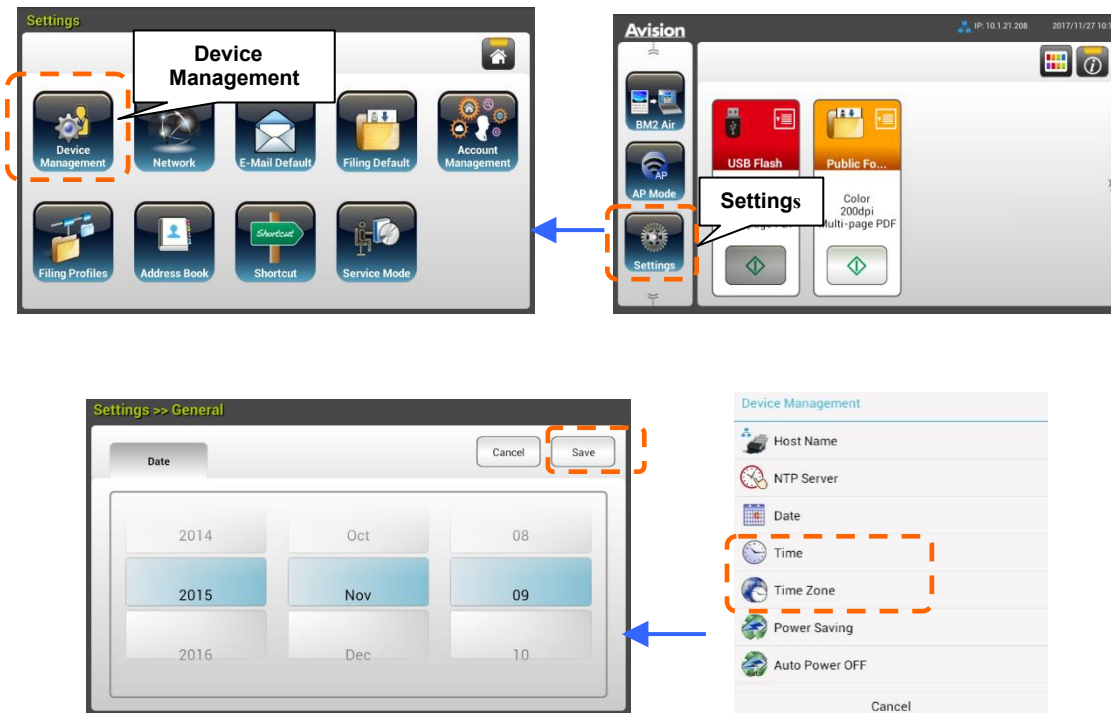 Settings
Device
Management
Device
Management
Network
E-Mail Default
Filing Default
Account
Management
Filing Profiles
Address Book
Shortcut
Shortcut
Service Mode
Avision
IP: 10.1.21.208
2017/11/27 10:1
BM2 Air
AP
AP Mode
Settings
Settings
USB Flash
Public Fo...
Color
200dpi
Multi-page PDF
Settings >> General
Date
Cancel
Save
2014
Oct
08
2015
Nov
09
2016
Dec
10
Device Management
Host Name
NTP Server
Date
Time
Time Zone
Power Saving
Auto Power OFF
Cancel